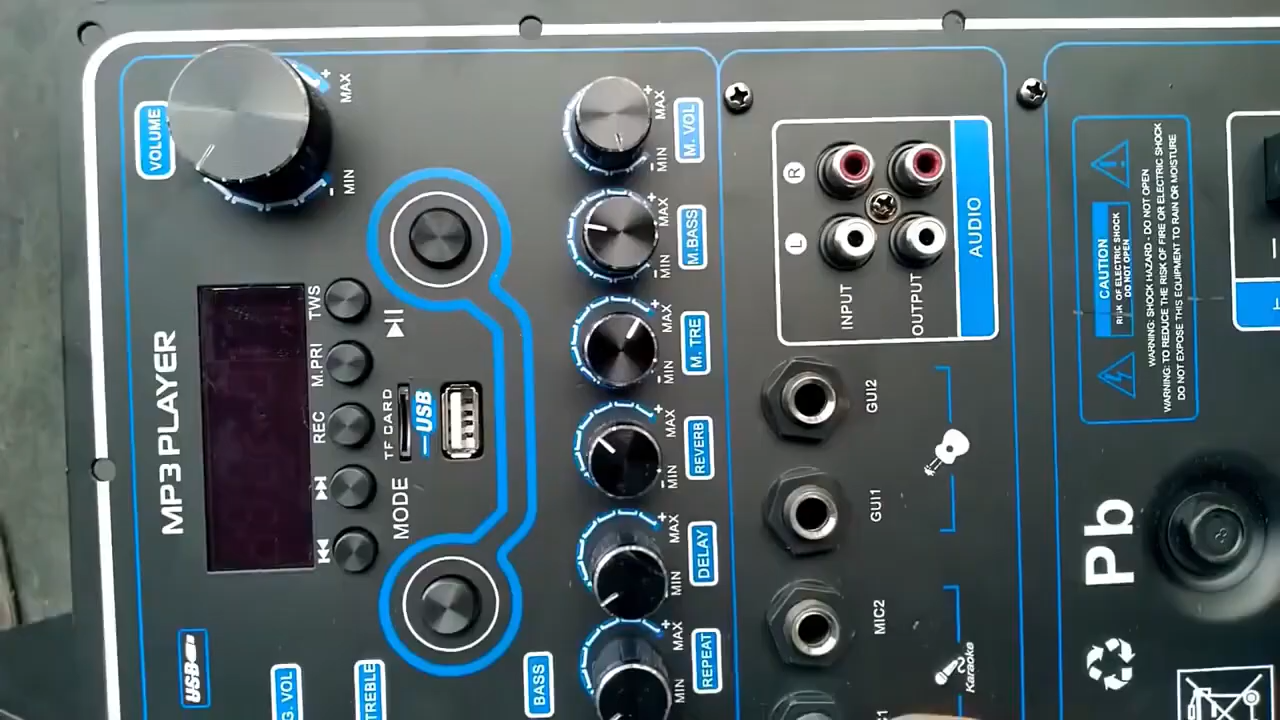 VOLUME
MAX
MIN
MP3 PLAYER
TWS
M.PRI
REC
TF CARD
USB
MODE
USB
G. VOL
TREBLE
BASS
MAX
MIN
M. VOL
MAX
MIN
M.BASS
MAX
MIN
M. TRE
MAX
MIN
REVERB
MAX
MIN
DELAY
MAX
MIN
REPEAT
R
L
INPUT
OUTPUT
AUDIO
GUI2
GUI1
MIC2
Karaoke
CAUTION
RISK OF ELECTRIC SHOCK
DO NOT OPEN
WARNING: SHOCK HAZARD - DO NOT OPEN
WARNING: TO REDUCE THE RISK OF FIRE OR ELECTRIC SHOCK
DO NOT EXPOSE THIS EQUIPMENT TO RAIN OR MOISTURE
Pb